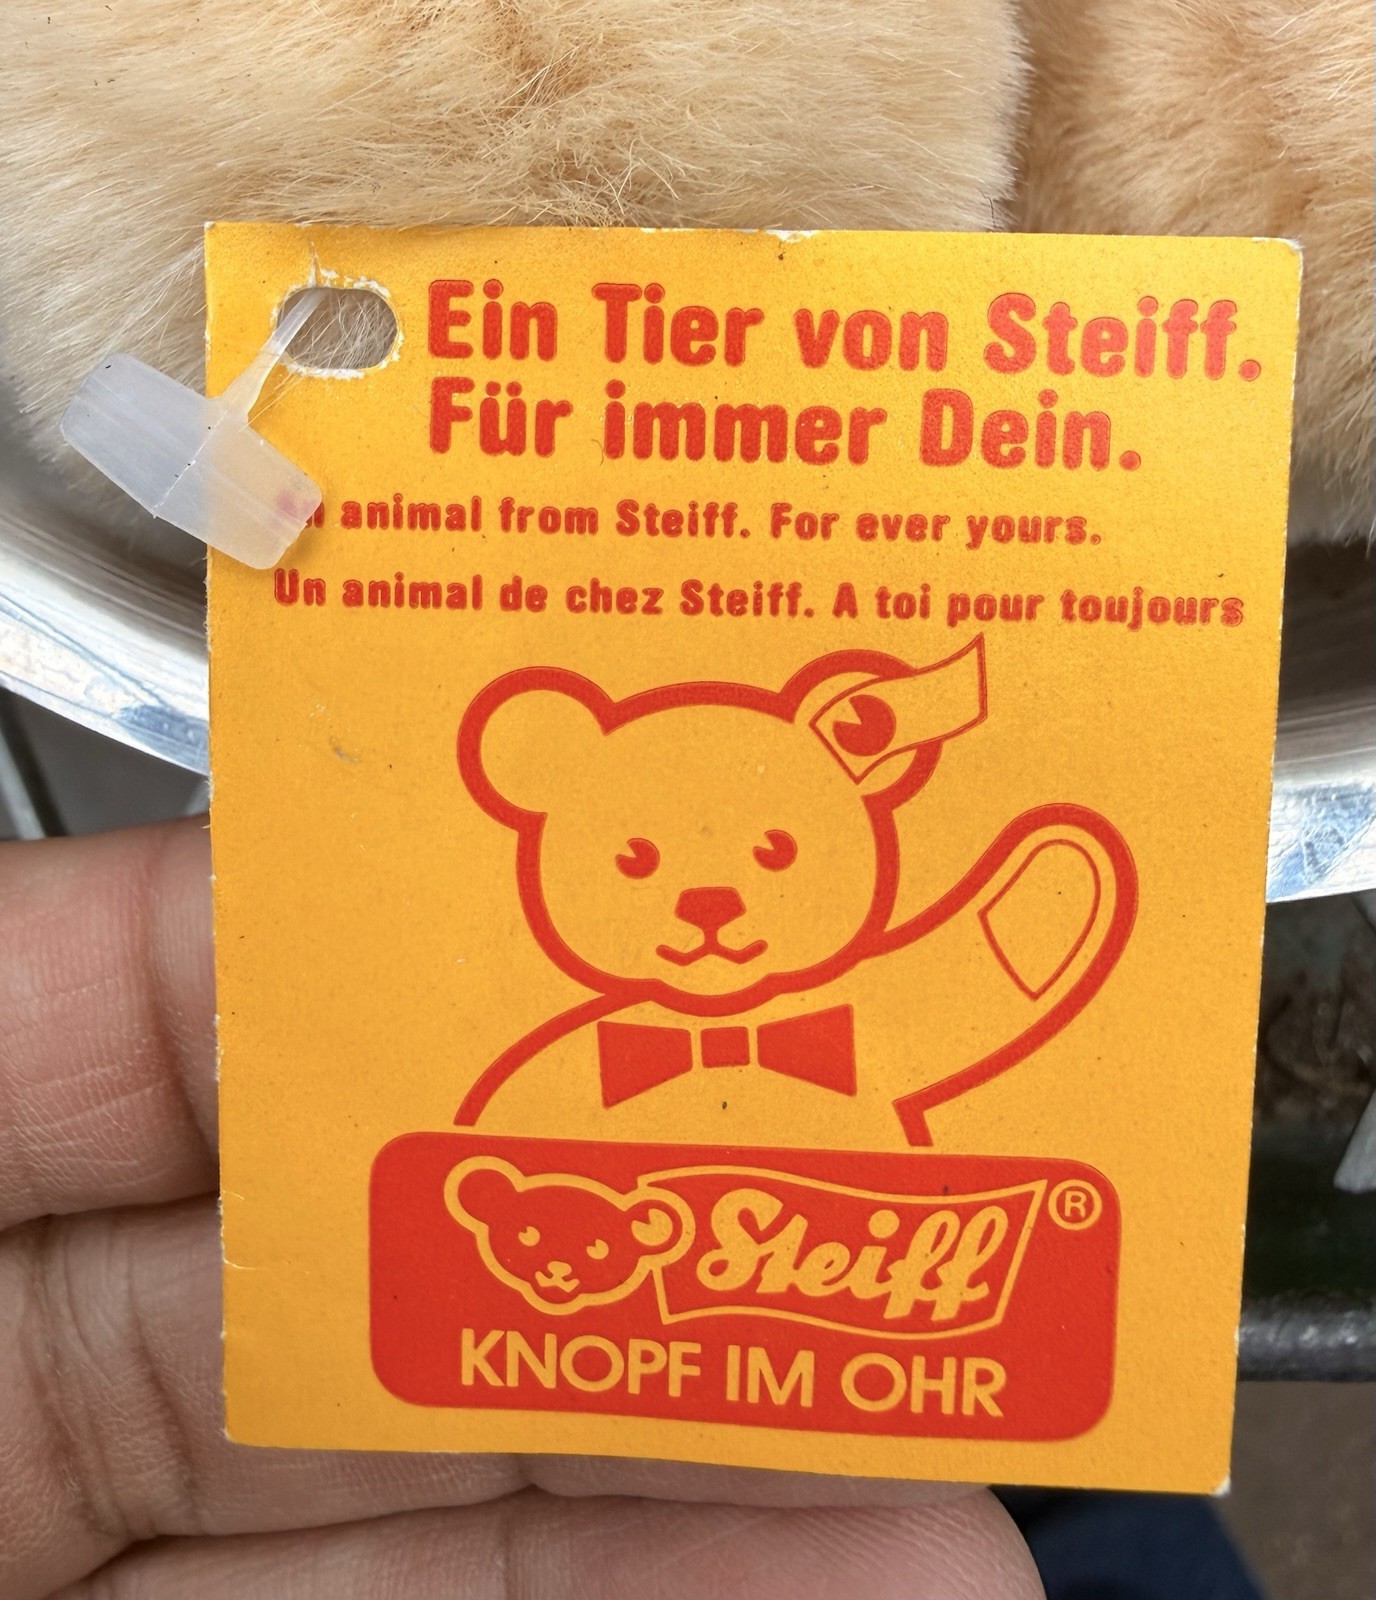 Ein Tier von Steiff.
Für immer Dein.
animal from Steiff. For ever yours.
Un animal de chez Steiff. A toi pour toujours
Steiff ®
KNOPF IM OHR